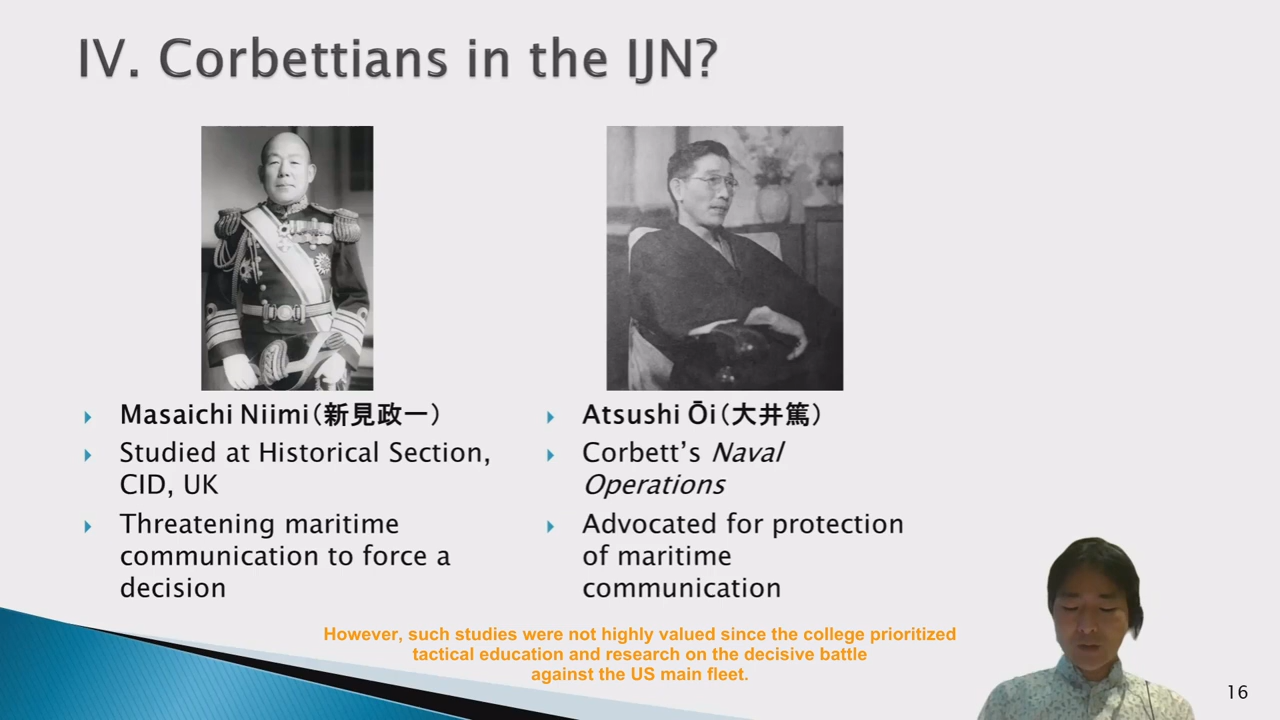 IV. Corbettians in the IJN?
Masaichi Niimi（新見政一）
Studied at Historical Section,
CID, UK
Threatening maritime
communication to force a
decision
Atsushi Ōi（大井篤）
Corbett’s Naval
Operations
Advocated for protection
of maritime
communication
However, such studies were not highly valued since the college prioritized
tactical education and research on the decisive battle
against the US main fleet.
16